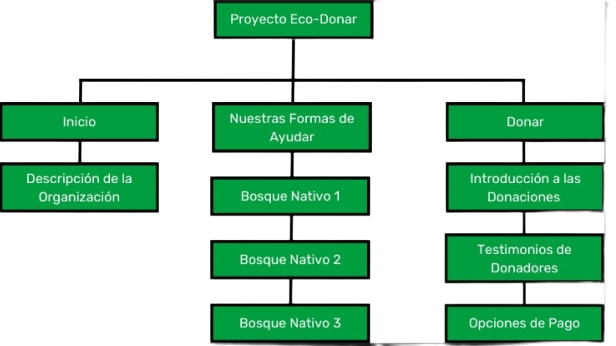 Proyecto Eco-Donar
Inicio
Nuestras Formas de
Ayudar
Donar
Descripción de la
Organización
Bosque Nativo 1
Introducción a las
Donaciones
Bosque Nativo 2
Testimonios de
Donadores
Bosque Nativo 3
Opciones de Pago